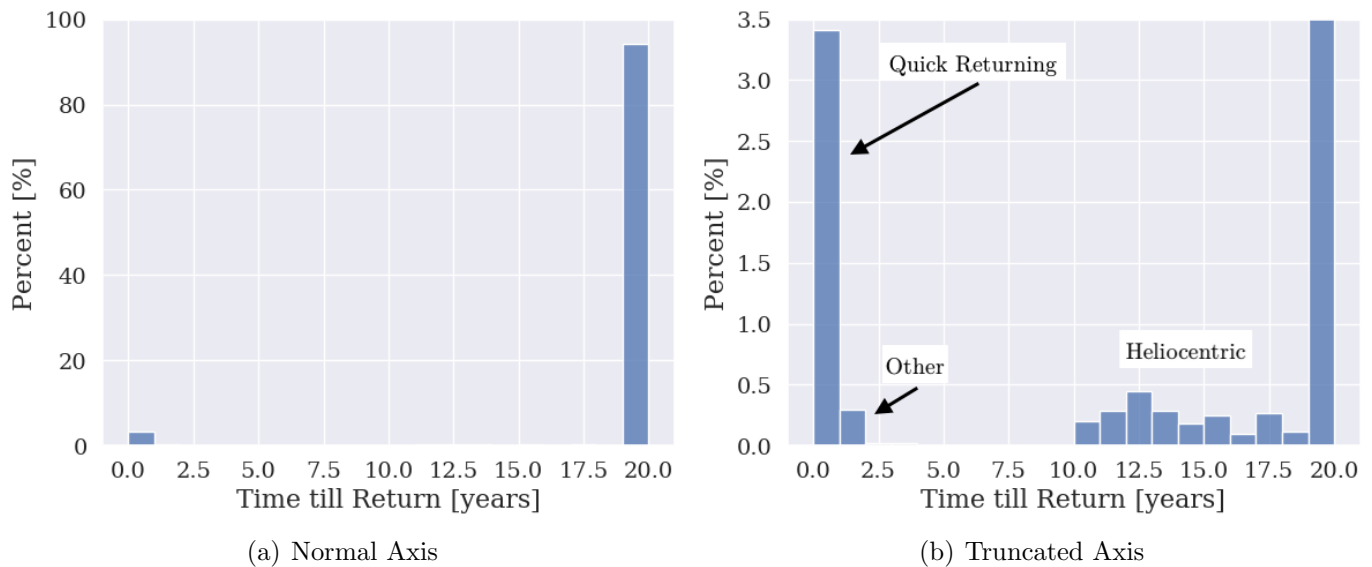 100
80
60
40
20
0
Percent [%]
0.0 2.5 5.0 7.5 10.0 12.5 15.0 17.5 20.0
Time till Return [years]
(a) Normal Axis
3.5
3.0
2.5
2.0
1.5
1.0
0.5
0.0
Percent [%]
Quick Returning
Other
Heliocentric
0.0 2.5 5.0 7.5 10.0 12.5 15.0 17.5 20.0
Time till Return [years]
(b) Truncated Axis